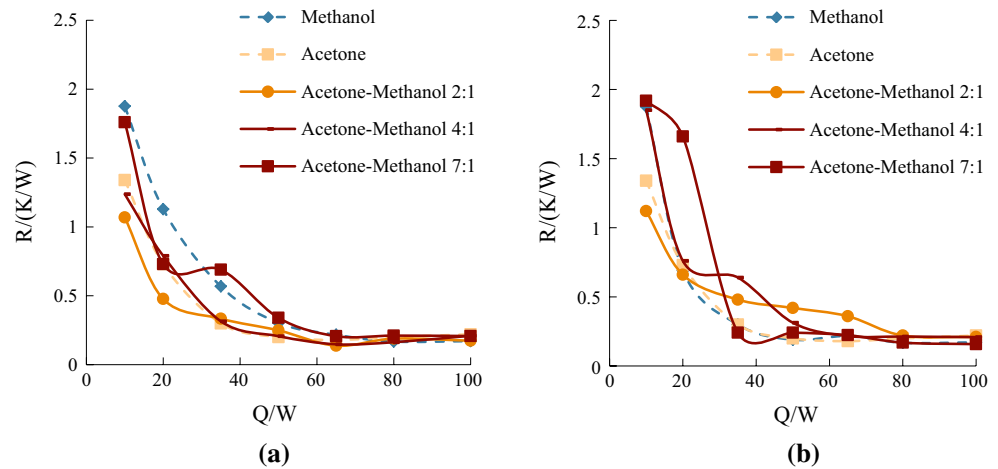 2.5
2
1.5
1
0.5
0
0
20
40
60
80
100
R/(K/W)
Q/W
Methanol
Acetone
Acetone-Methanol 2:1
Acetone-Methanol 4:1
Acetone-Methanol 7:1
(a)
2.5
2
1.5
1
0.5
0
0
20
40
60
80
100
R/(K/W)
Q/W
Methanol
Acetone
Acetone-Methanol 2:1
Acetone-Methanol 4:1
Acetone-Methanol 7:1
(b)